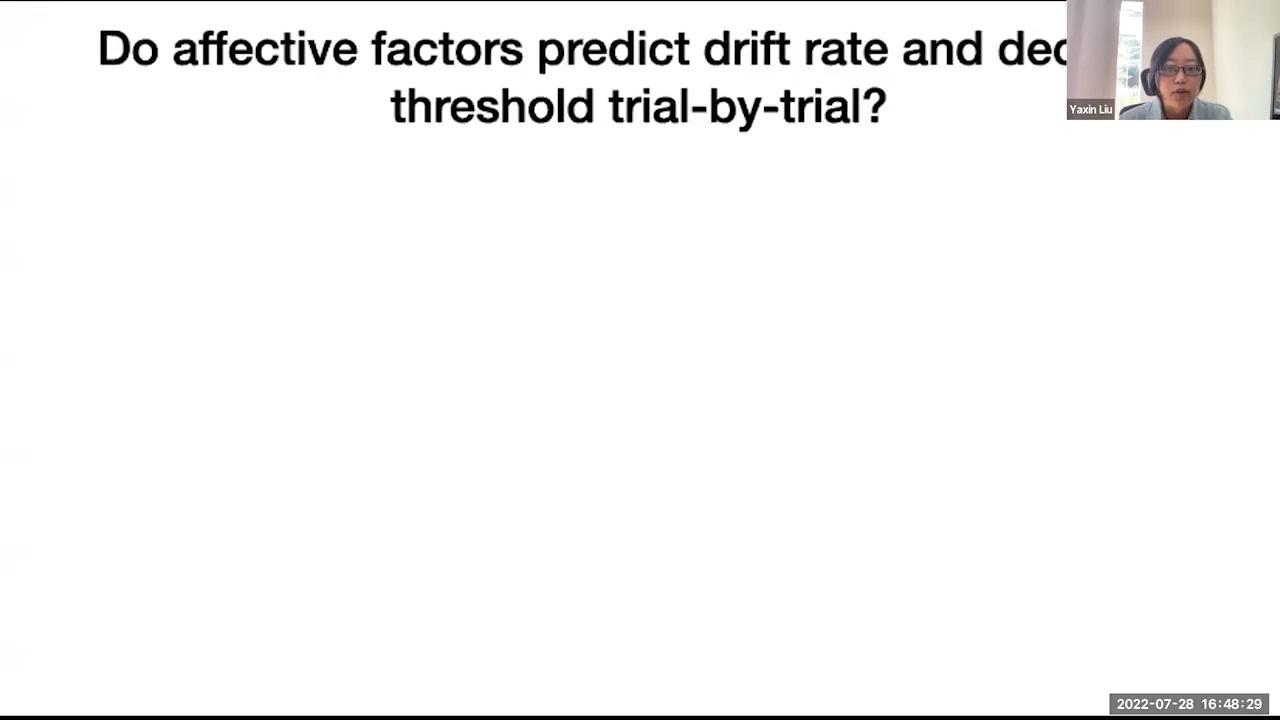 Do affective factors predict drift rate and dec
threshold trial-by-trial?
Yaxin Liu
2022-07-28 16:48:29